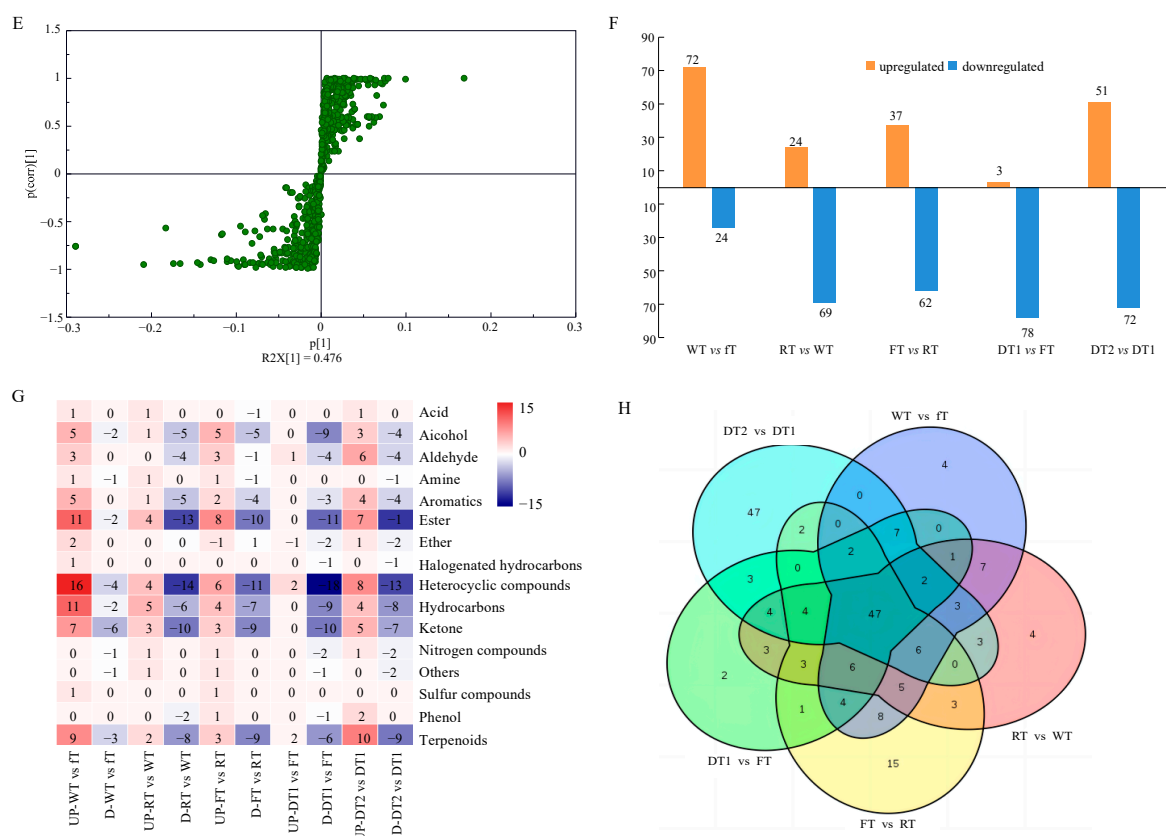 E
1.5
1
0.5
0
−0.5
−1
−1.5
−0.3
−0.2
−0.1
0
0.1
0.2
0.3
p(corr)[1]
p[1]
R2X[1] = 0.476
F
90
70
50
30
10
10
30
50
70
90
upregulated
downregulated
72
24
24
69
37
62
3
78
51
72
WT vs fT
RT vs WT
FT vs RT
DT1 vs FT
DT2 vs DT1
G
1 0 1 0 0 −1 0 0 1 0 Acid
5 −2 1 −5 5 −5 0 −9 3 −4 Aicohol
3 0 0 −4 3 −1 1 −4 6 −4 Aldehyde
1 −1 1 0 1 −1 0 0 0 −1 Amine
5 0 1 −5 2 −4 0 −3 4 −4 Aromatics
11 −2 4 −13 8 −10 0 −11 7 −1 Ester
2 0 0 0 −1 1 −1 −2 1 −2 Ether
1 0 0 0 0 0 0 −1 0 −1 Halogenated hydrocarbons
16 −4 4 −14 6 −11 2 8 −13 Heterocyclic compounds
11 −2 5 −6 4 −7 0 −9 4 −8 Hydrocarbons
7 −6 3 −10 3 −9 0 −10 5 −7 Ketone
0 −1 1 0 1 0 0 −2 1 −2 Nitrogen compounds
0 −1 1 0 1 0 0 −1 0 −2 Others
1 0 0 0 1 0 0 0 0 0 Sulfur compounds
0 0 0 −2 1 0 0 −1 2 0 Phenol
9 −3 2 −8 3 −9 2 −6 10 −9 Terpenoids
UP-WT vs fT
D-WT vs fT
UP-RT vs WT
D-RT vs WT
UP-FT vs RT
D-FT vs RT
UP-DT1 vs FT
D-DT1 vs FT
UP-DT2 vs DT1
D-DT2 vs DT1
15
0
−15
H
WT vs fT
DT2 vs DT1
4
0
47
2
0
7
0
1
7
2
3
0
2
3
4
4
47
3
4
6
3
0
3
3
6
5
2
1
4
8
3
15
RT vs WT
DT1 vs FT
FT vs RT